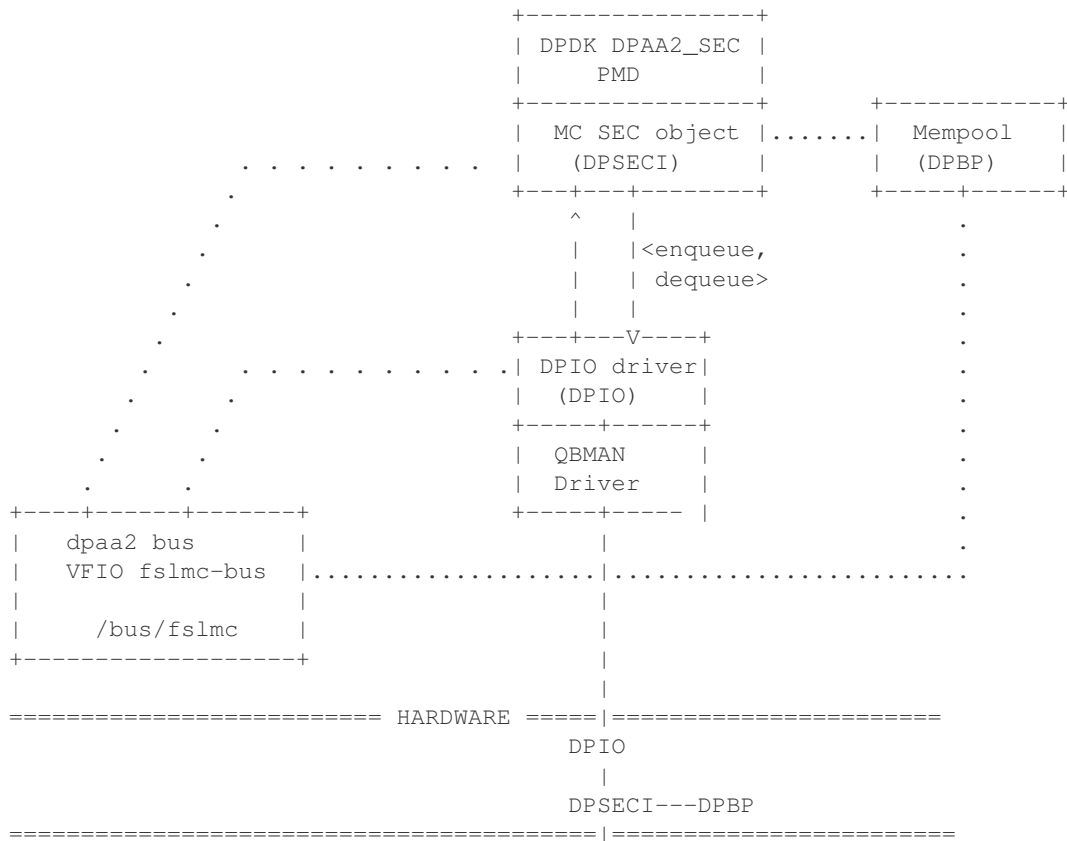 DPDK DPAA2_SEC
PMD
MC SEC object ....... Mempool
(DPSECI) (DPBP)
<enqueue,
dequeue>
DPIO driver
(DPIO)
QBMAN
Driver
dpaa2 bus
VFIO fslmc-bus
/bus/fslmc
HARDWARE
DPIO
DPSECI---DPBP